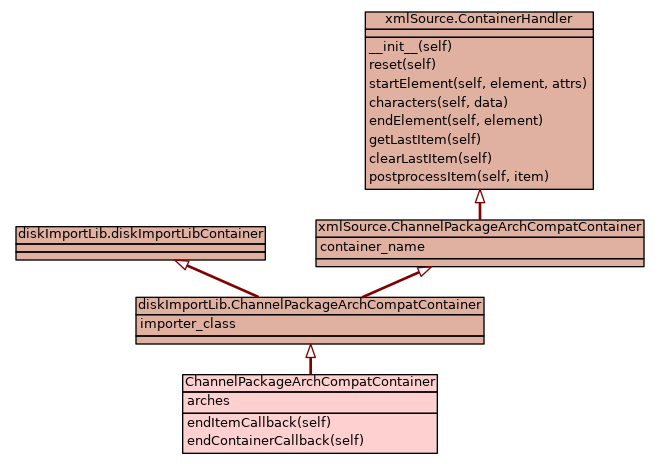 xmlSource.ContainerHandler
__init__(self)
reset(self)
startElement(self, element, attrs)
characters(self, data)
endElement(self, element)
getLastItem(self)
clearLastItem(self)
postprocessItem(self, item)
diskImportLib.diskImportLibContainer
xmlSource.ChannelPackageArchCompatContainer
container_name
diskImportLib.ChannelPackageArchCompatContainer
importer_class
ChannelPackageArchCompatContainer
arches
endItemCallback(self)
endContainerCallback(self)